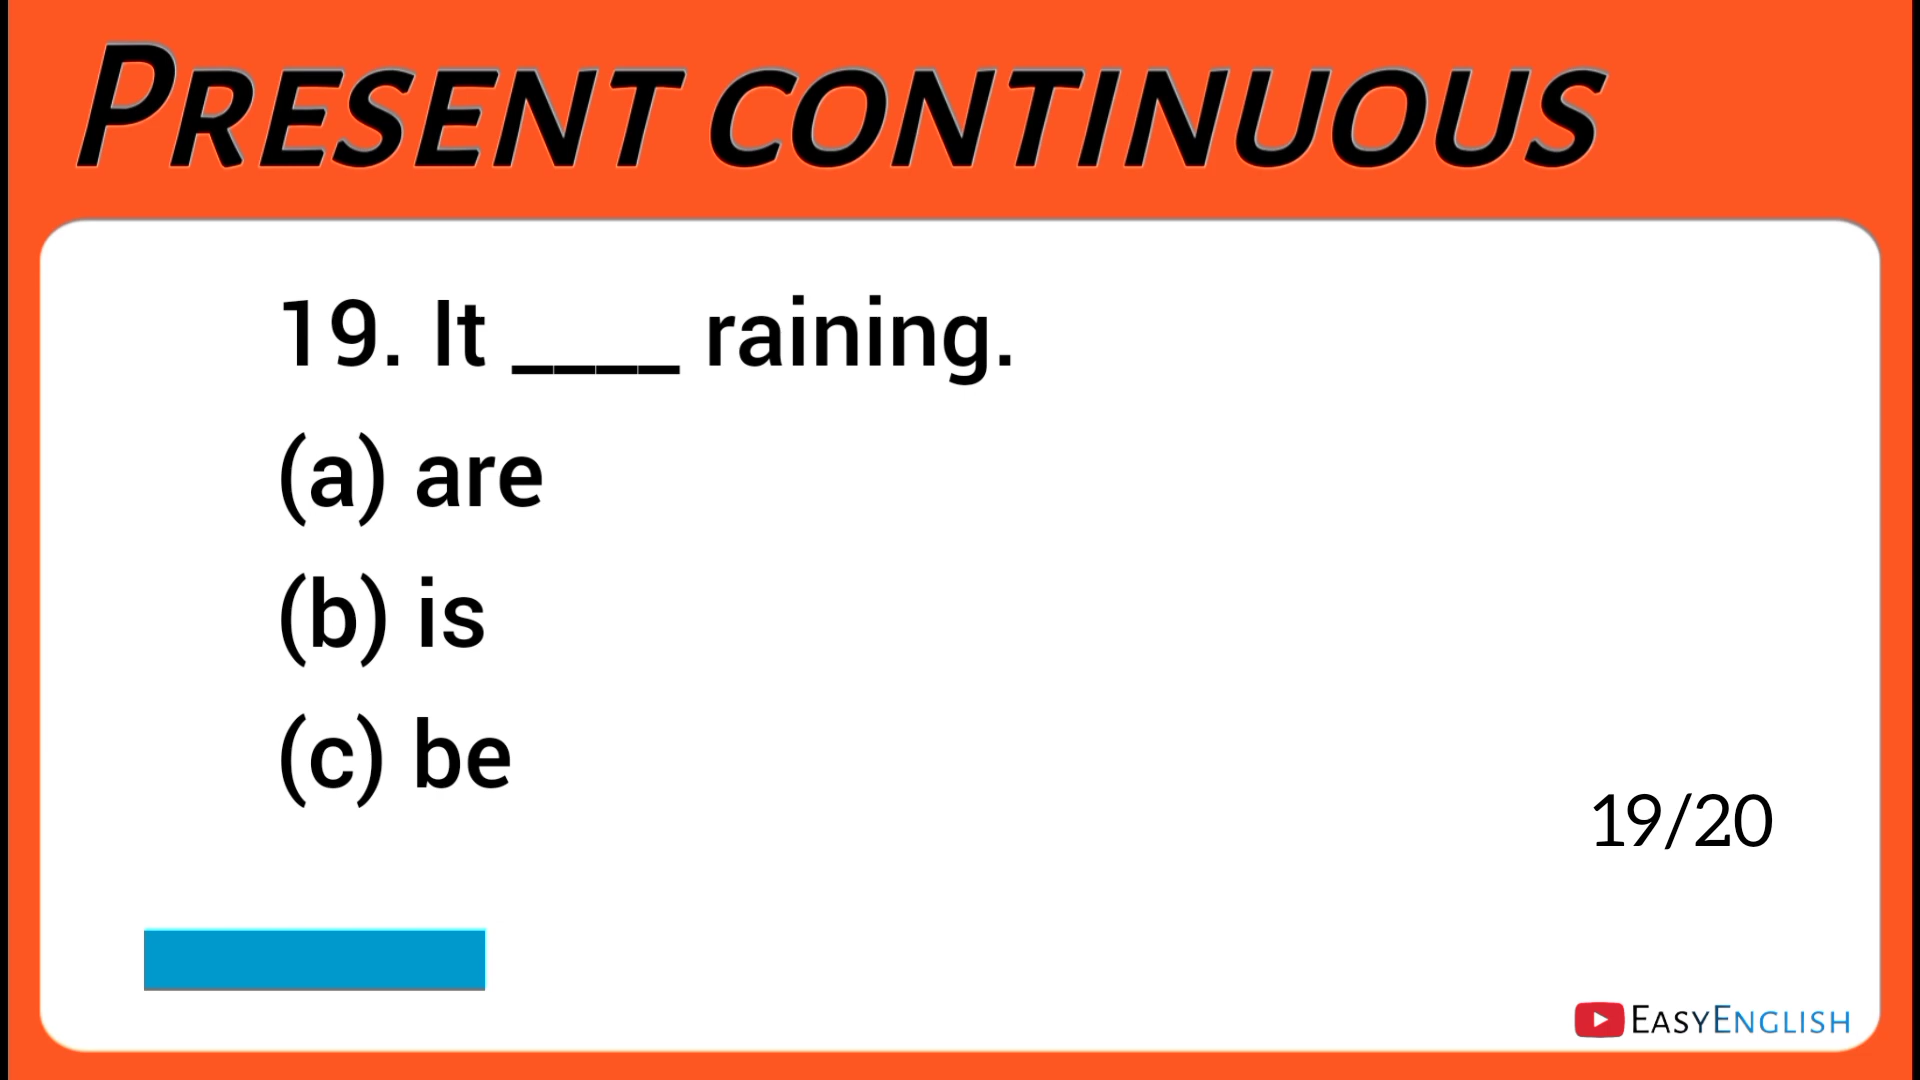 PRESENT CONTINUOUS
19. It ____ raining.
(a) are
(b) is
(c) be
19/20
EASYENGLISH